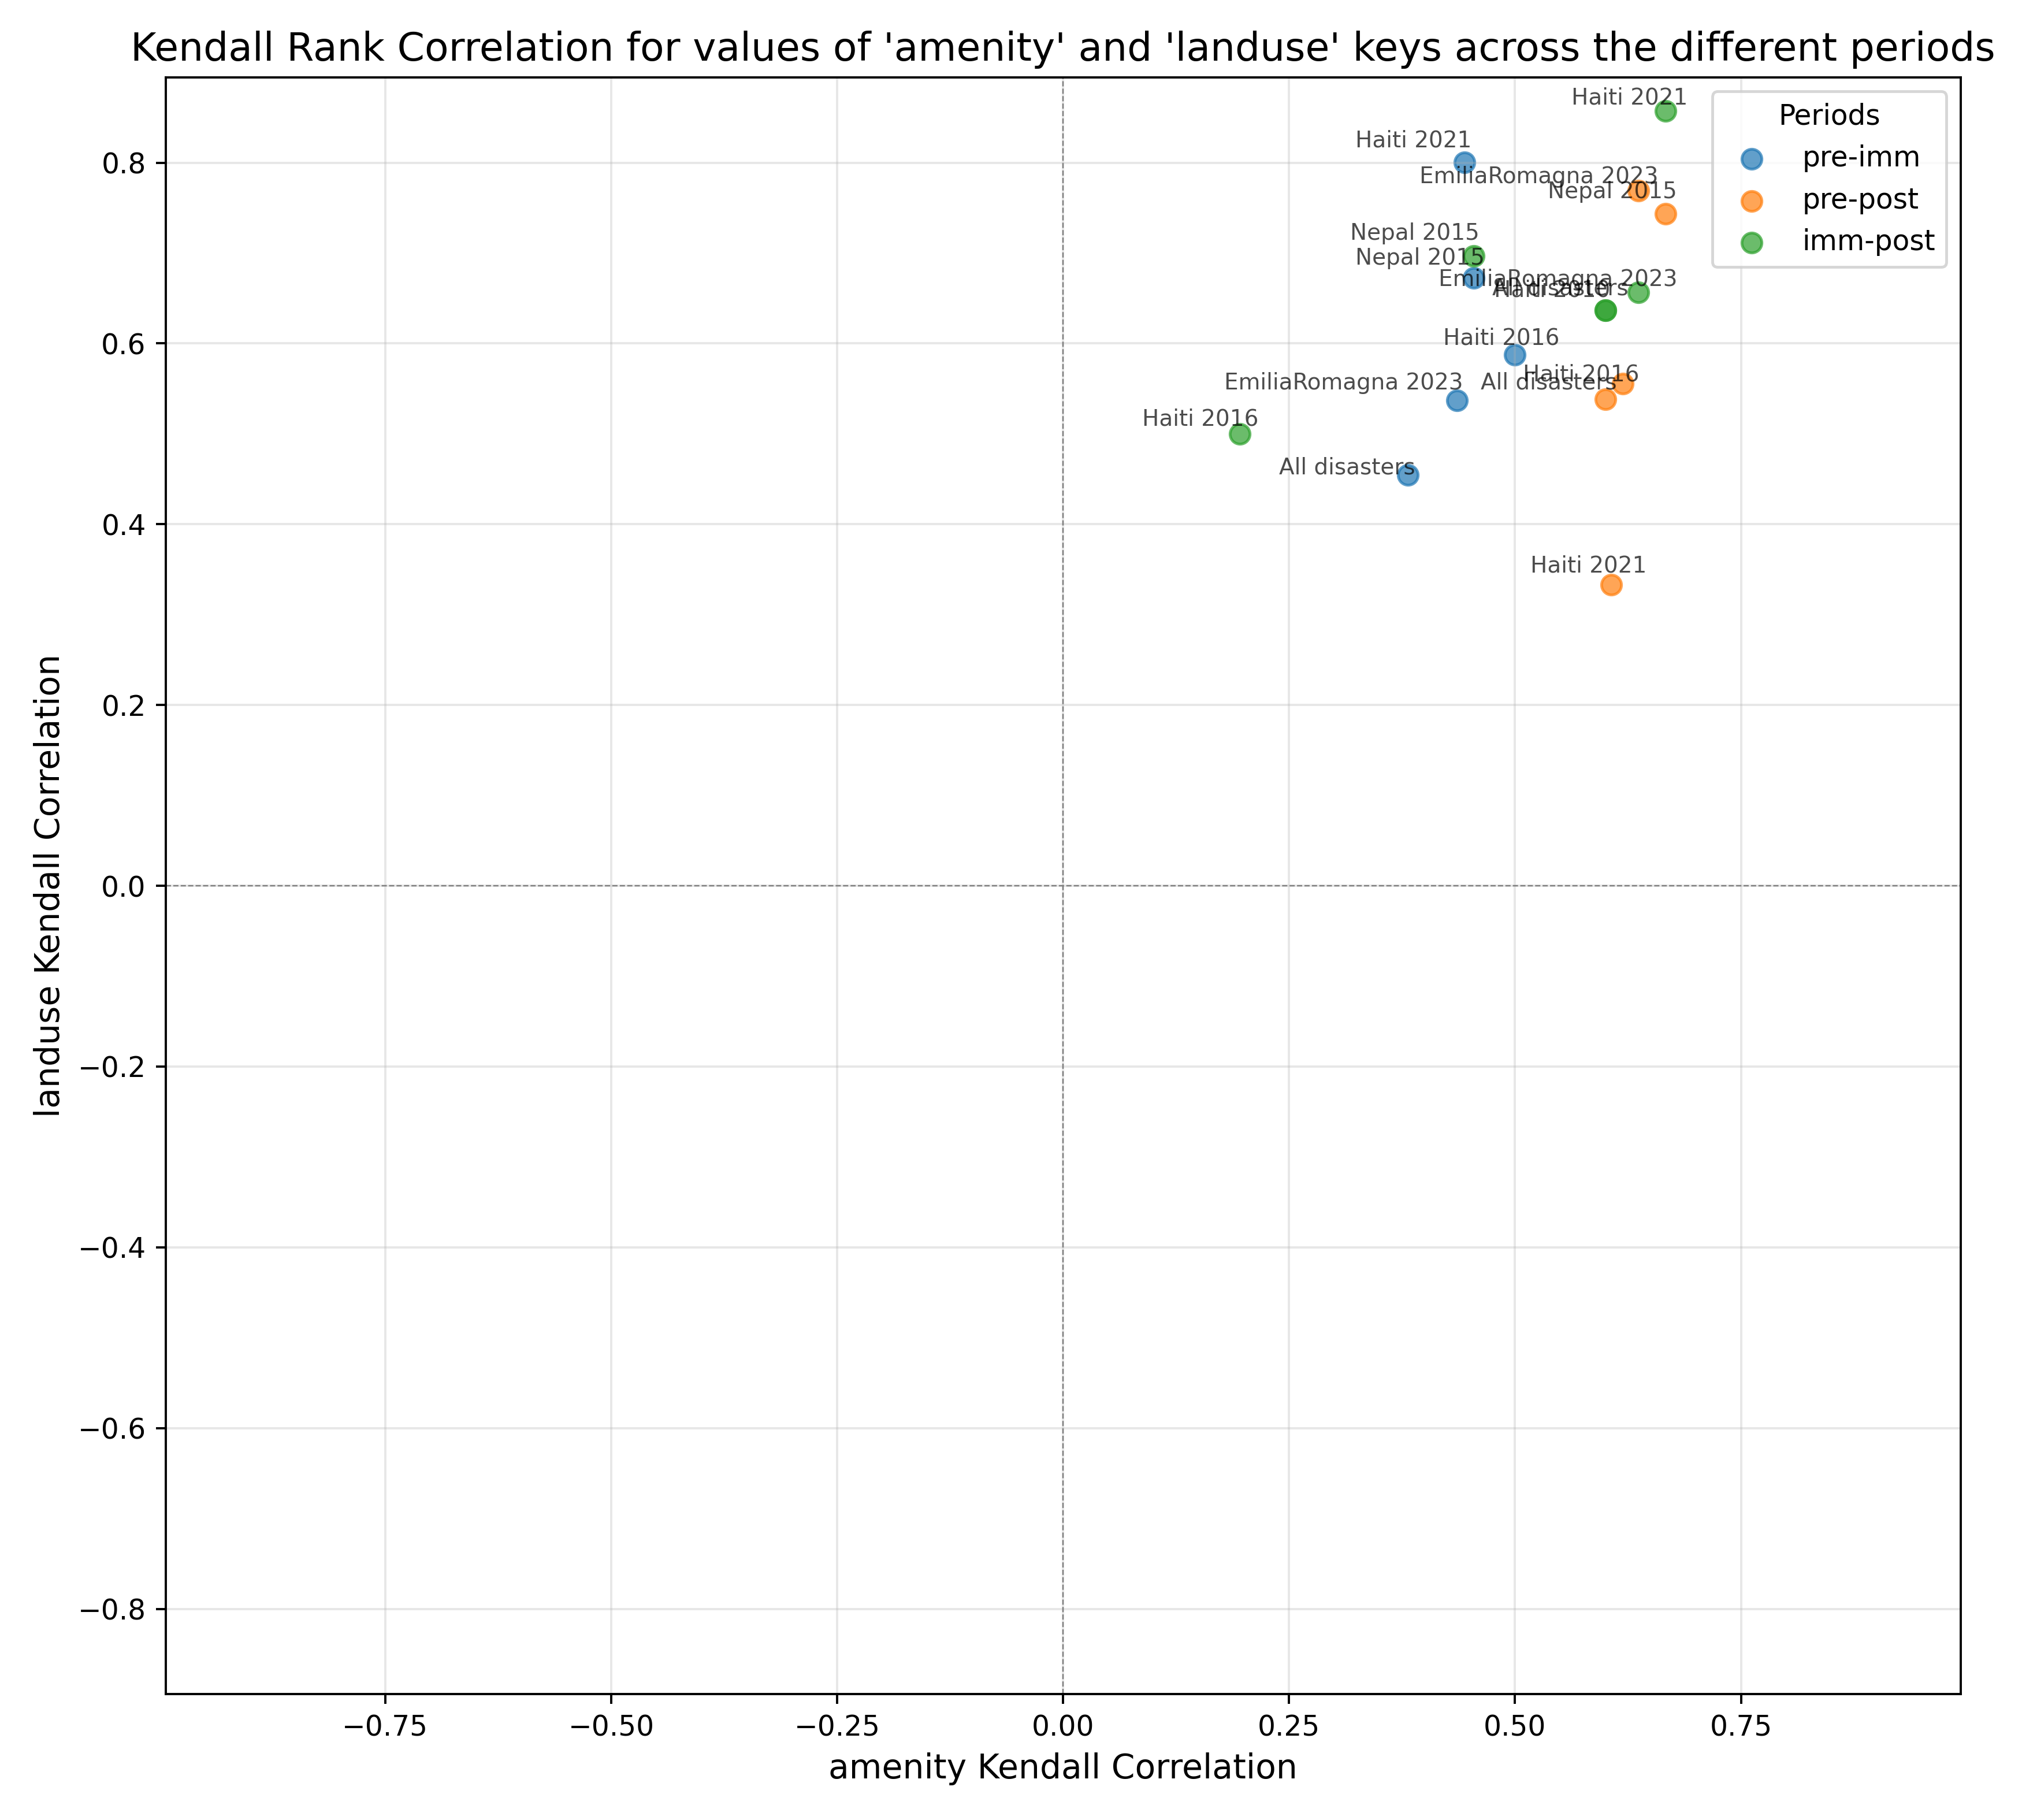 Kendall Rank Correlation for values of 'amenity' and 'landuse' keys across the different periods
Haiti 2021
Periods
pre-imm
pre-post
imm-post
Haiti 2021
EmiliaRomagna 2023
Nepal 2015
Nepal 2015
Nepal 2015
EmiliaRomagna 2023
All disasters
Haiti 2016
Haiti 2016
EmiliaRomagna 2023
All disasters
Haiti 2016
All disasters
Haiti 2021
landuse Kendall Correlation
0.8
0.6
0.4
0.2
0.0
−0.2
−0.4
−0.6
−0.8
−0.75
−0.50
−0.25
0.00
0.25
0.50
0.75
amenity Kendall Correlation